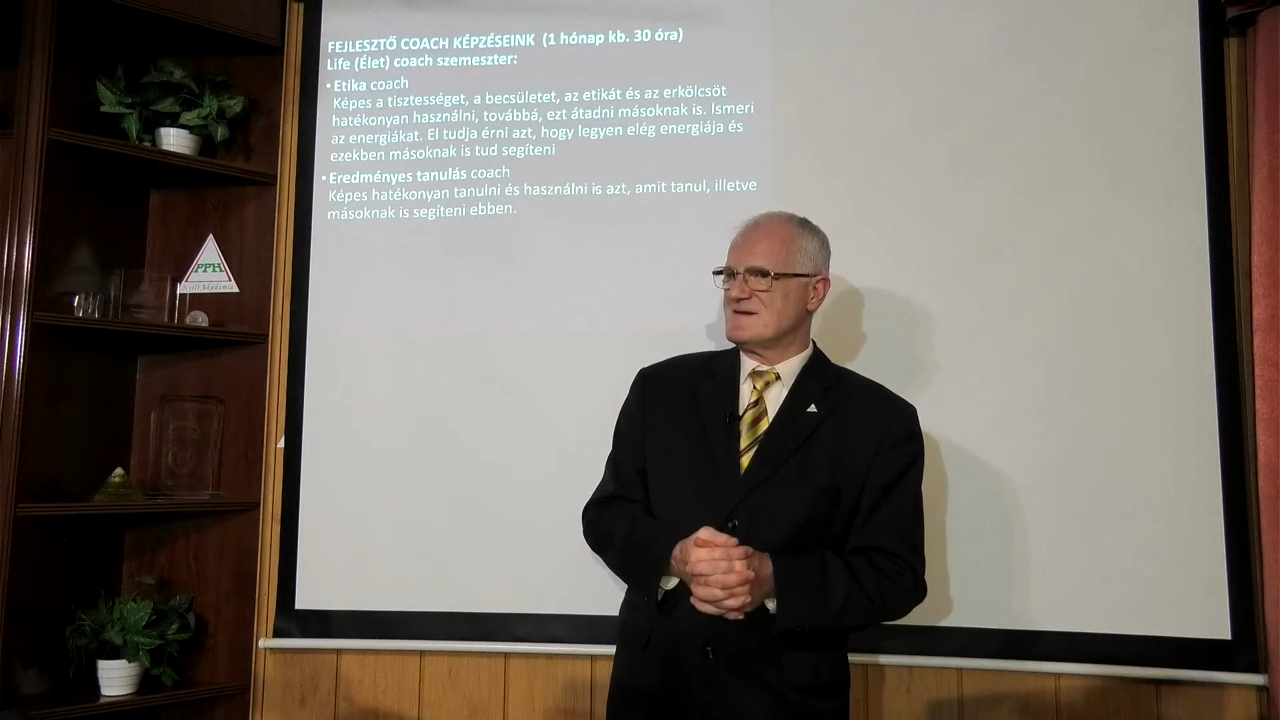 FEJLESZTŐ COACH KÉPZÉSEINK (1 hónap kb. 30 óra)
Life (Élet) coach szemeszter:
• Etika coach
Képes a tisztességet, a becsületet, az etikát és az erkölcsöt
hatékonyan használni, továbbá, ezt átadni másoknak is. Ismeri
az energiákat. El tudja érni azt, hogy legyen elég energiája és
ezekben másoknak is tud segíteni
• Eredményes tanulás coach
Képes hatékonyan tanulni és használni is azt, amit tanul, illetve
másoknak is segíteni ebben.
PPH
Nyílt Akadémia